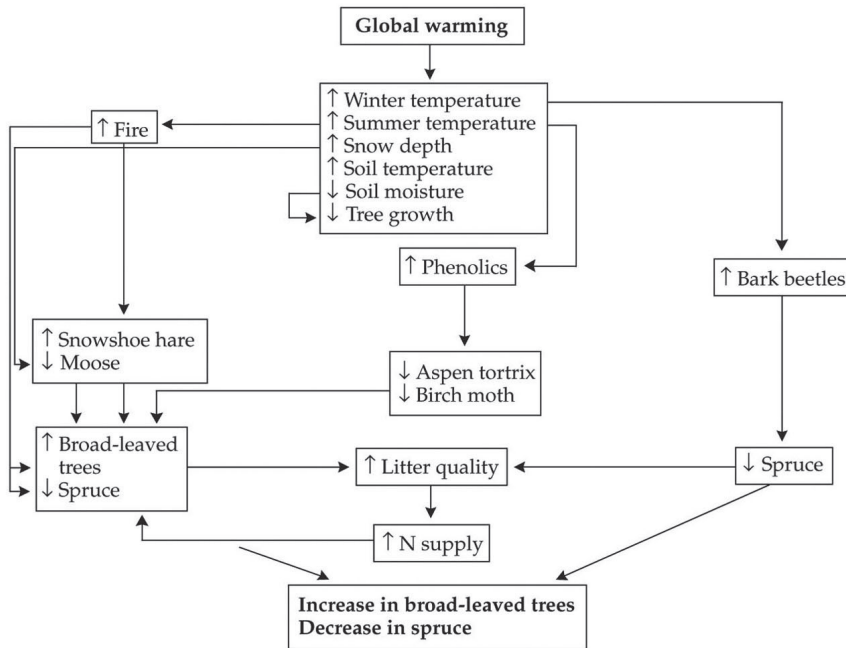 Global warming
↑ Winter temperature
↑ Summer temperature
↑ Snow depth
↑ Soil temperature
↓ Soil moisture
↓ Tree growth
↑ Fire
↑ Phenolics
↑ Bark beetles
↑ Snowshoe hare
↓ Moose
↓ Aspen tortrix
↓ Birch moth
↑ Broad-leaved
trees
↓ Spruce
↑ Litter quality
↓ Spruce
↑ N supply
Increase in broad-leaved trees
Decrease in spruce